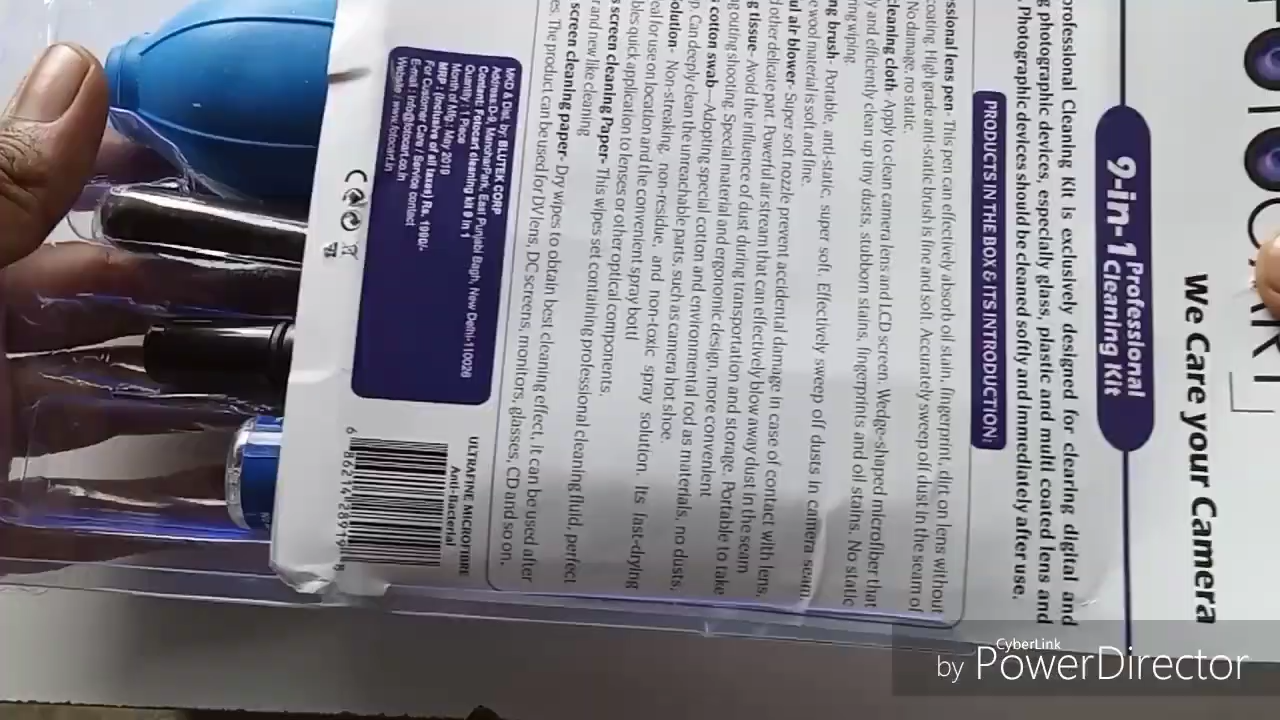 We Care your Camera
9-in-1 Professional
Cleaning Kit
professional Cleaning Kit is exclusively designed for clearing digital and
photographic devices, especially glass, plastic and multi coated lens and
Photographic devices should be cleaned softly and immediately after use.
PRODUCTS IN THE BOX & ITS INTRODUCTION:
lens pen- This pen can effectively absorb oil stain, fingerprint, dirt on lens without
coating. High grade anti-static brush is fine and soft. Accurately sweep off dust in the seam of
No damage, no static.
cleaning cloth- Apply to clean camera lens and LCD screen. Wedge-shaped microfiber that
and efficiently clean up tiny dusts, stubborn stains, fingerprints and oil stains. No static
wiping.
brush- Portable, anti-static, super soft. Effectively sweep off dusts in camera seam.
wool material is soft and fine.
air blower- Super soft nozzle prevent accidental damage in case of contact with lens,
other delicate part. Powerful air stream that can effectively blow away dust in the seam
tissue- Avoid the influence of dust during transportation and storage. Portable to take
outing shooting. Special material and ergonomic design, more convenient
cotton swab—Adopting special cotton and environmental rod as materials, no dusts,
Can deeply clean the unreachable parts, such as camera hot shoe.
Non-streaking, non-residue, and non-toxic spray solution. Its fast-drying
for use on location and the convenient spray bottl
quick application to lenses or other optical components.
screen cleaning Paper- This wipes set containing professional cleaning fluid, perfect
and new like cleaning
screen cleaning paper- Dry wipes to obtain best cleaning effect, it can be used after
The product can be used for DV lens, DC screens, monitors, glasses, CD and so on.
MKD & Dist. by: BLUTEK CORP
Address:D-9, ManoharPark, East Punjabi Bagh, New Delhi-110026
Content: Fotocart cleaning kit 9 in 1
Quantity : 1 Piece
Month of Mfg : May 2019
MRP : (Inclusive of all taxes) Rs. 1990/-
For Customer Care / Service contact
E-mail : info@fotocart.co.in
Website : www.fotocart.in
CE
ULTRAFINE MICROFIBRE
Anti-Bacterial
CyberLink
by PowerDirector